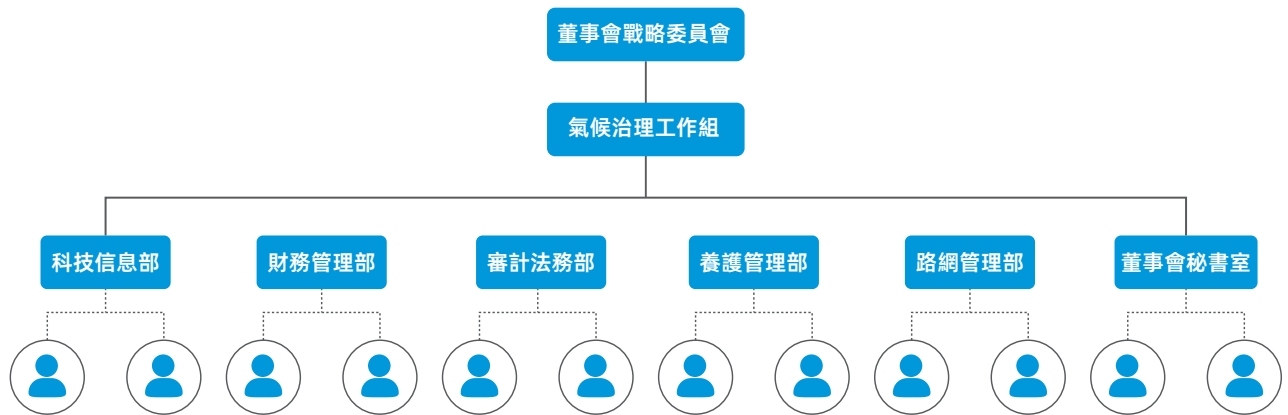 董事會戰略委員會
氣候治理工作組
科技信息部
財務管理部
審計法務部
養護管理部
路網管理部
董事會秘書室